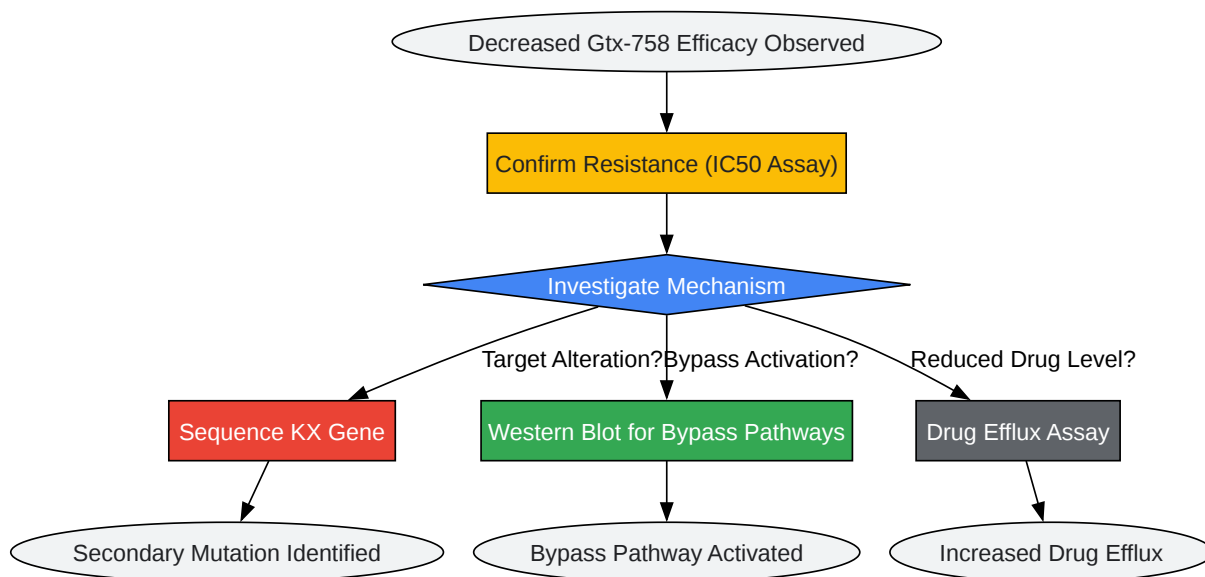 Decreased Gtx-758 Efficacy Observed
Confirm Resistance (IC50 Assay)
Investigate Mechanism
Target Alteration?
Bypass Activation?
Reduced Drug Level?
Sequence KX Gene
Western Blot for Bypass Pathways
Drug Efflux Assay
Secondary Mutation Identified
Bypass Pathway Activated
Increased Drug Efflux